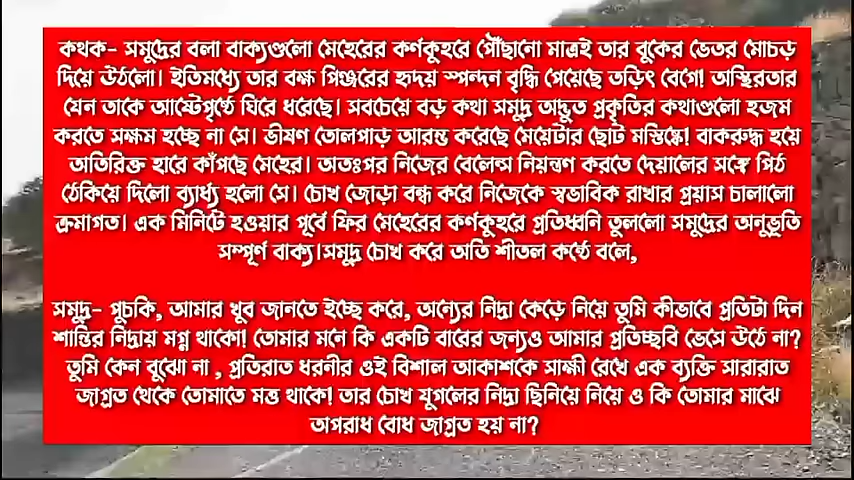 কথক- সমুদ্রের বলা বাক্যগুলো মেহেরের কর্ণকুহরে পৌঁছানো মাত্রই তার বুকের ভেতর মোচড়
দিয়ে উঠলো। ইতিমধ্যে তার বক্ষ পিঞ্জরের হৃদয় স্পন্দন বৃদ্ধি পেয়েছে তড়িৎ বেগে! অস্থিরতার
যেন তাকে আষ্টেপৃষ্ঠে ঘিরে ধরেছে। সবচেয়ে বড় কথা সমুদ্র অদ্ভুত প্রকৃতির কথাগুলো হজম
করতে সক্ষম হচ্ছে না সে। ভীষণ তোলপাড় আরম্ভ করেছে মেয়েটার ছোট মস্তিষ্কে! বাকরুদ্ধ হয়ে
অতিরিক্ত হারে কাঁপছে মেহের। অতঃপর নিজের বেলেন্স নিয়ন্ত্রণ করতে দেয়ালের সঙ্গে পিঠ
ঠেকিয়ে দিলো ব্যাধ্য হলো সে। চোখ জোড়া বন্ধ করে নিজেকে স্বভাবিক রাখার প্রয়াস চালালো
ক্রমাগত। এক মিনিটে হওয়ার পূর্বে ফির মেহেরের কর্ণকুহরে প্রতিধ্বনি তুললো সমুদ্রের অনুভূতি
সম্পূর্ণ বাক্য।সমুদ্র চোখ করে অতি শীতল কন্ঠে বলে,
সমুদ্র- পুচকি, আমার খুব জানতে ইচ্ছে করে, অন্যের নিদ্রা কেড়ে নিয়ে তুমি কীভাবে প্রতিটা দিন
শান্তির নিদ্রায় মগ্ন থাকো! তোমার মনে কি একটি বারের জন্যও আমার প্রতিচ্ছবি ভেসে উঠে না?
তুমি কেন বুঝো না , প্রতিরাত ধরনীর ওই বিশাল আকাশকে সাক্ষী রেখে এক ব্যক্তি সারারাত
জাগ্রত থেকে তোমাতে মত্ত থাকে! তার চোখ যুগলের নিদ্রা ছিনিয়ে নিয়ে ও কি তোমার মাঝে
অপরাধ বোধ জাগ্রত হয় না?